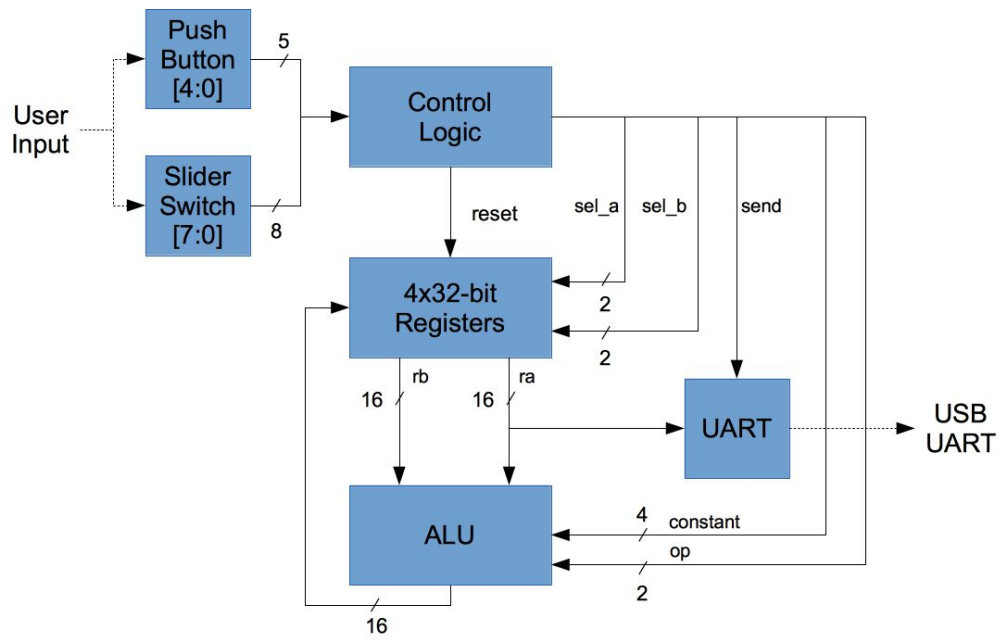 Push
Button
[4:0]
5
User
Input
Slider
Switch
[7:0]
8
Control
Logic
reset
sel_a
sel_b
send
4x32-bit
Registers
2
2
rb
ra
16
16
UART
USB
UART
ALU
4
constant
op
2
16